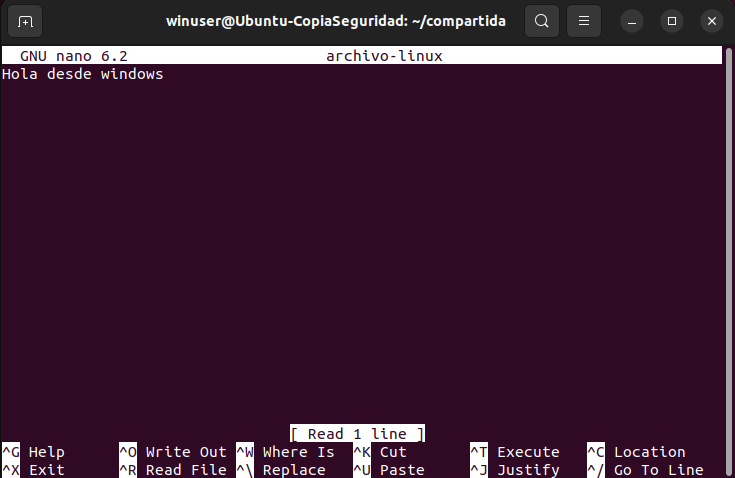 winuser@Ubuntu-CopiaSeguridad: ~/compartida
GNU nano 6.2 archivo-linux
Hola desde windows
[ Read 1 line ]
^G Help ^O Write Out ^W Where Is ^K Cut ^T Execute ^C Location
^X Exit ^R Read File ^\ Replace ^U Paste ^J Justify ^/ Go To Line